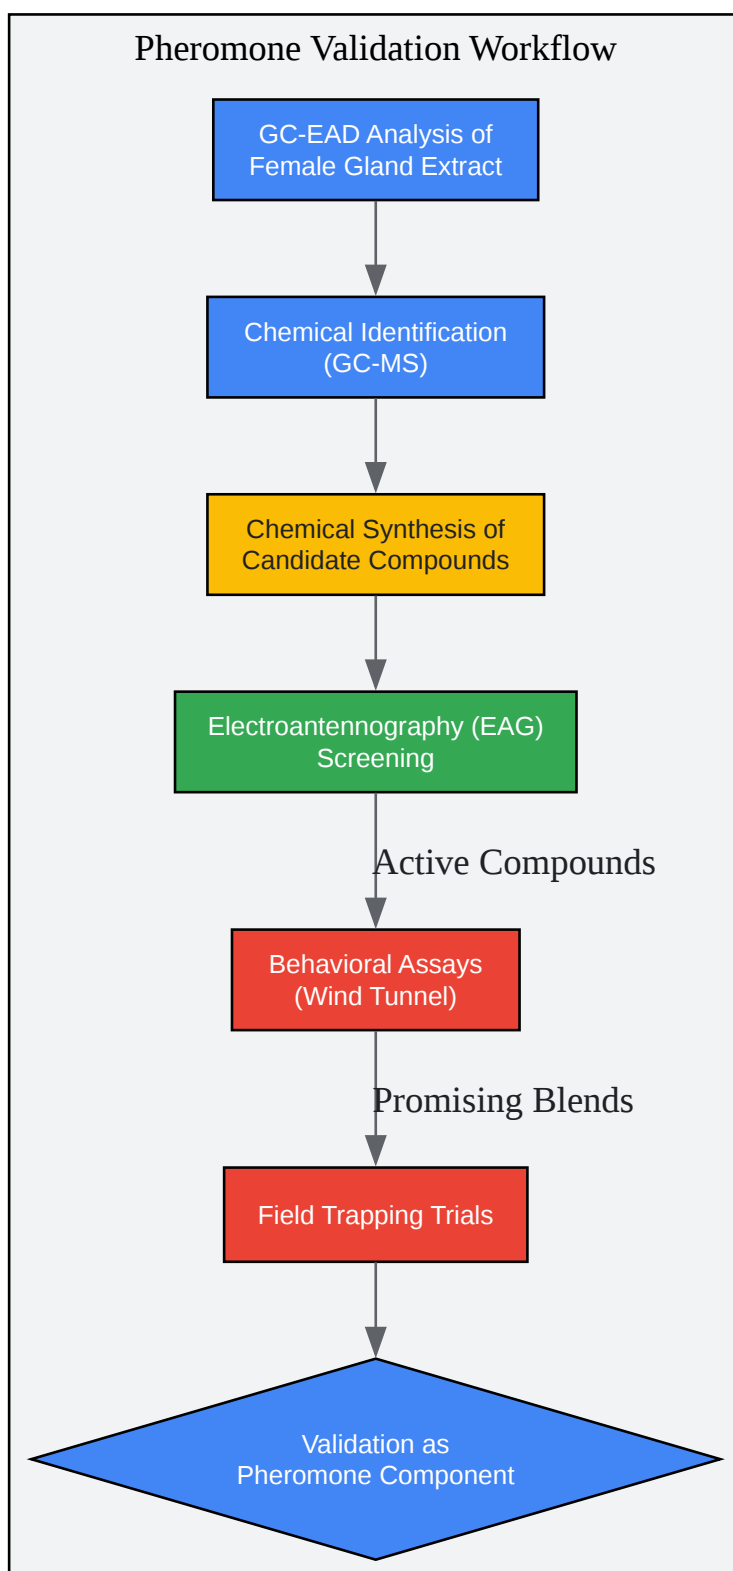 Pheromone Validation Workflow
GC-EAD Analysis of
Female Gland Extract
Chemical Identification
(GC-MS)
Chemical Synthesis of
Candidate Compounds
Electroantennography (EAG)
Screening
Active Compounds
Behavioral Assays
(Wind Tunnel)
Promising Blends
Field Trapping Trials
Validation as
Pheromone Component